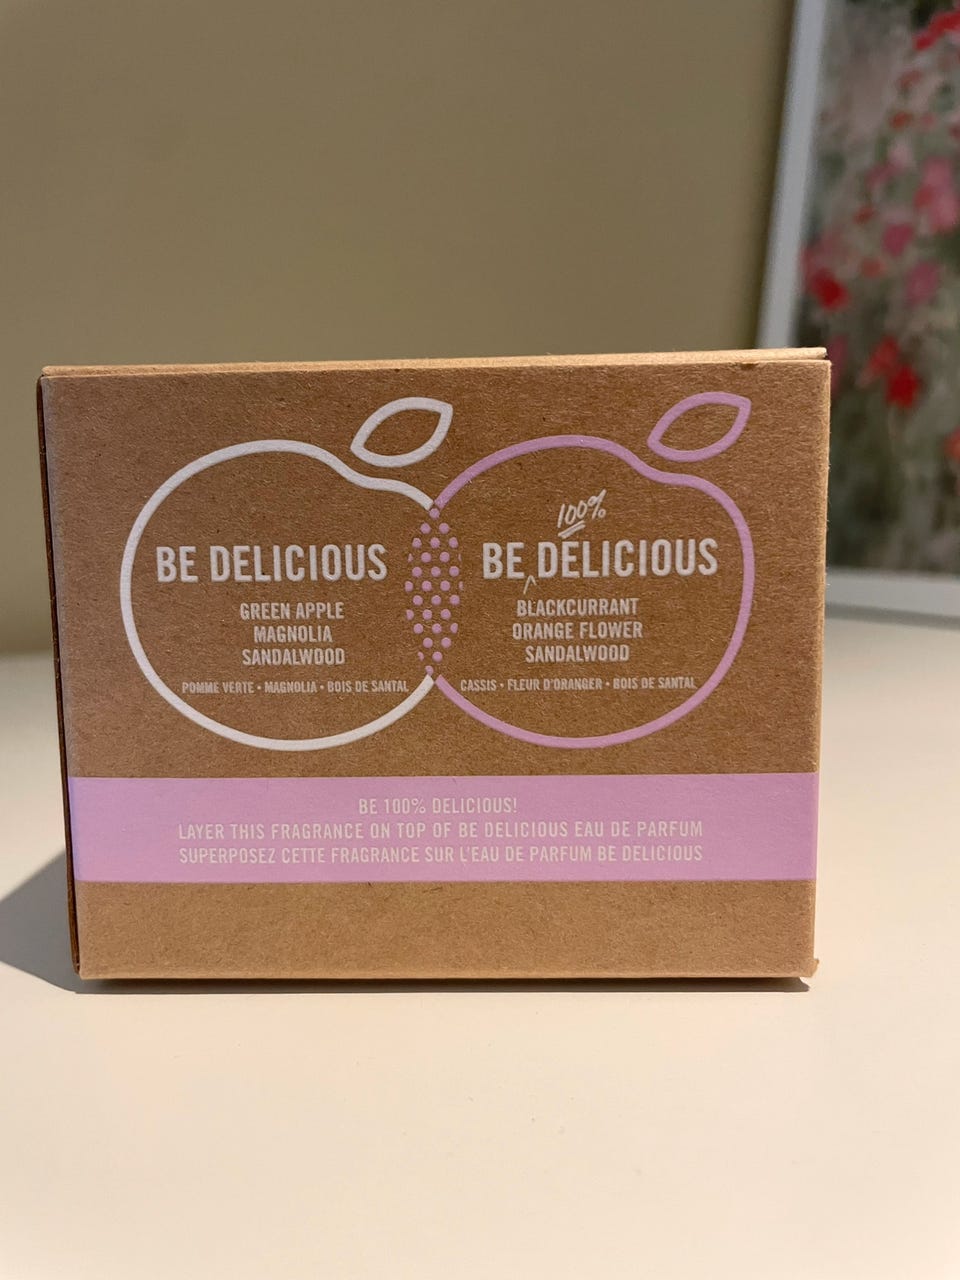 BE DELICIOUS
GREEN APPLE
MAGNOLIA
SANDALWOOD
POMME VERTE • MAGNOLIA • BOIS DE SANTAL
100%
BE DELICIOUS
BLACKCURRANT
ORANGE FLOWER
SANDALWOOD
CASSIS • FLEUR D'ORANGER • BOIS DE SANTAL
BE 100% DELICIOUS!
LAYER THIS FRAGRANCE ON TOP OF BE DELICIOUS EAU DE PARFUM
SUPERPOSEZ CETTE FRAGRANCE SUR L'EAU DE PARFUM BE DELICIOUS